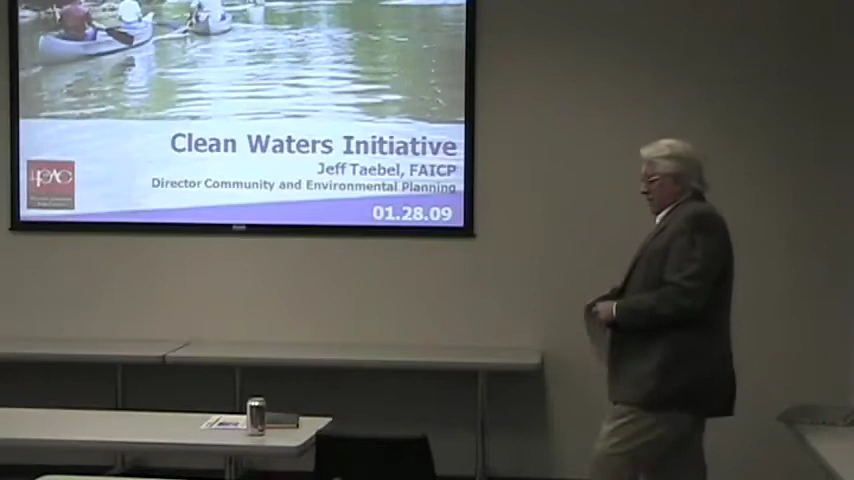 Clean Waters Initiative
Jeff Taebel, FAICP
Director Community and Environmental Planning
01.28.09